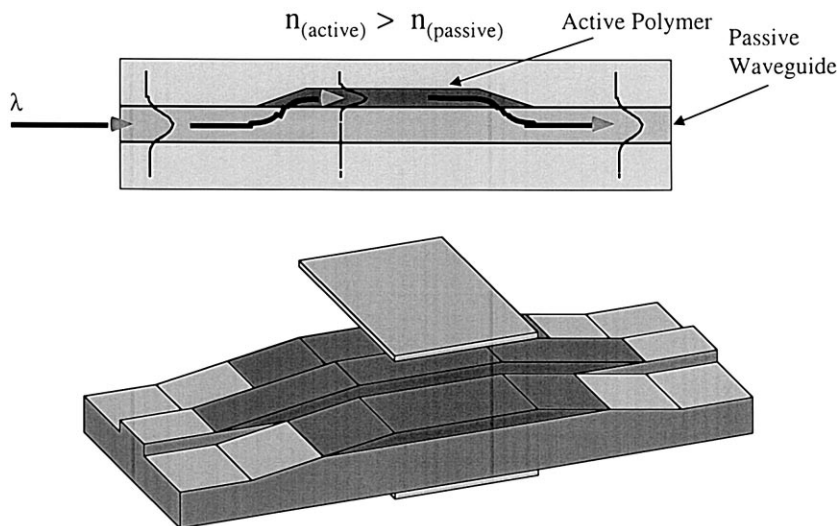 n(active) > n(passive)
Active Polymer
Passive
Waveguide
λ